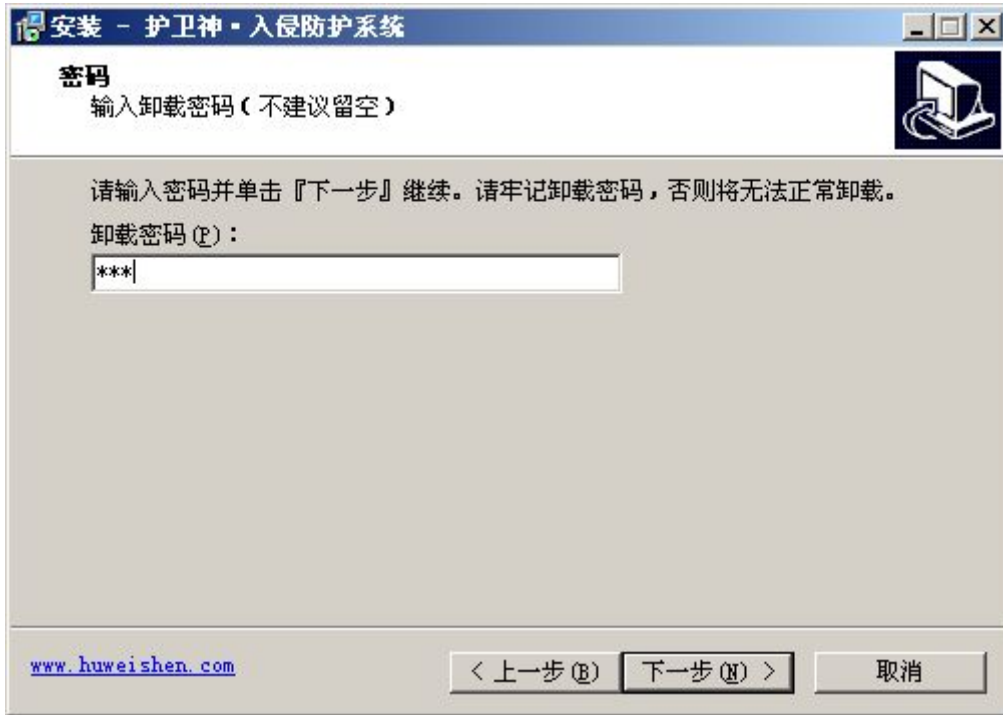 安装 - 护卫神·入侵防护系统
密码
输入卸载密码(不建议留空)
请输入密码并单击『下一步』继续。请牢记卸载密码,否则将无法正常卸载。
卸载密码(P):
***
www.huweishen.com
< 上一步(B)
下一步(N) >
取消